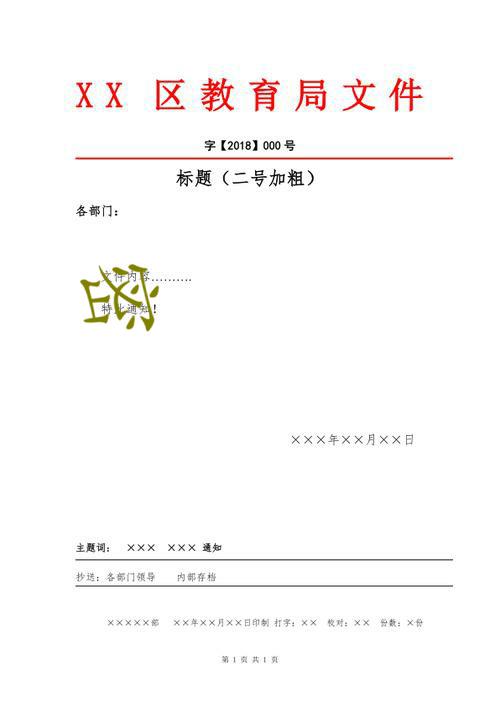 XX 区教育局文件
字【2018】000 号
标题（二号加粗）
各部门：
文件内容……….
特此通知！
×××年××月××日
主题词： ××× ××× 通知
抄送：各部门领导 内部存档
×××××部 ××年××月××日印制 打字：×× 校对：×× 份数：×份
第 1 页 共 1 页